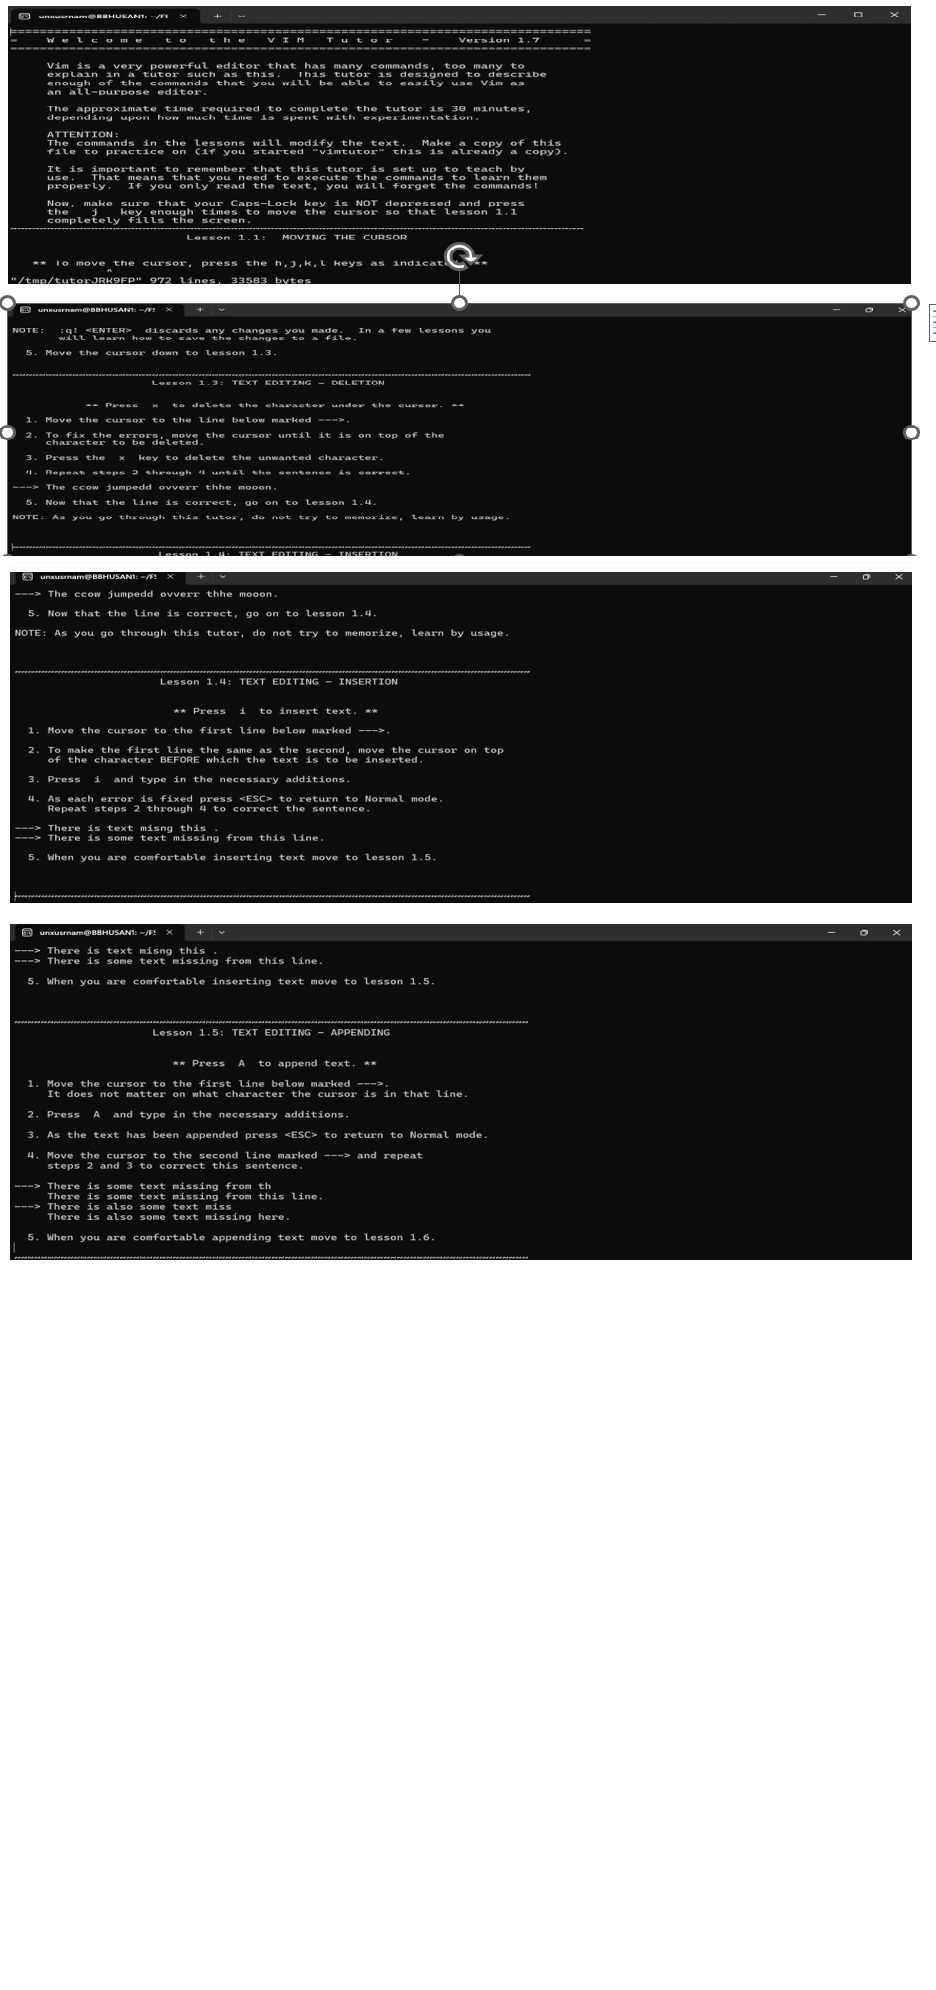 unxusrnam@BBHUSAN1: ~/F
===============================================================================
=    W e l c o m e   t o   t h e   V I M   T u t o r    -    Version 1.7      =
===============================================================================
Vim is a very powerful editor that has many commands, too many to
explain in a tutor such as this.  This tutor is designed to describe
enough of the commands that you will be able to easily use Vim as
an all-purpose editor.
The approximate time required to complete the tutor is 30 minutes,
depending upon how much time is spent with experimentation.
ATTENTION:
The commands in the lessons will modify the text.  Make a copy of this
file to practice on (if you started "vimtutor" this is already a copy).
It is important to remember that this tutor is set up to teach by
use.  That means that you need to execute the commands to learn them
properly.  If you only read the text, you will forget the commands!
Now, make sure that your Caps-Lock key is NOT depressed and press
the   j   key enough times to move the cursor so that lesson 1.1
completely fills the screen.
~~~~~~~~~~~~~~~~~~~~~~~~~~~~~~~~~~~~~~~~~~~~~~~~~~~~~~~~~~~~~~~~~~~~~~~~~~~~~~
Lesson 1.1:  MOVING THE CURSOR
** To move the cursor, press the h,j,k,l keys as indicat **
^
"/tmp/tutorJRK9FP" 972 lines, 33583 bytes
unxusrnam@BBHUSAN1: ~/F
NOTE:  :q! <ENTER>  discards any changes you made.  In a few lessons you
will learn how to save the changes to a file.
5. Move the cursor down to lesson 1.3.
~~~~~~~~~~~~~~~~~~~~~~~~~~~~~~~~~~~~~~~~~~~~~~~~~~~~~~~~~~~~~~~~~~~~~~~~~~~~~~
Lesson 1.3: TEXT EDITING - DELETION
** Press  x  to delete the character under the cursor. **
1. Move the cursor to the line below marked --->.
2. To fix the errors, move the cursor until it is on top of the
character to be deleted.
3. Press the  x  key to delete the unwanted character.
4. Repeat steps 2 through 4 until the sentence is correct.
---> The ccow jumpedd ovverr thhe mooon.
5. Now that the line is correct, go on to lesson 1.4.
NOTE: As you go through this tutor, do not try to memorize, learn by usage.
~~~~~~~~~~~~~~~~~~~~~~~~~~~~~~~~~~~~~~~~~~~~~~~~~~~~~~~~~~~~~~~~~~~~~~~~~~~~~~
Lesson 1.4: TEXT EDITING - INSERTION
unxusrnam@BBHUSAN1: ~/F
---> The ccow jumpedd ovverr thhe mooon.
5. Now that the line is correct, go on to lesson 1.4.
NOTE: As you go through this tutor, do not try to memorize, learn by usage.
~~~~~~~~~~~~~~~~~~~~~~~~~~~~~~~~~~~~~~~~~~~~~~~~~~~~~~~~~~~~~~~~~~~~~~~~~~~~~~
Lesson 1.4: TEXT EDITING - INSERTION
** Press  i  to insert text. **
1. Move the cursor to the first line below marked --->.
2. To make the first line the same as the second, move the cursor on top
of the character BEFORE which the text is to be inserted.
3. Press  i  and type in the necessary additions.
4. As each error is fixed press <ESC> to return to Normal mode.
Repeat steps 2 through 4 to correct the sentence.
---> There is text misng this .
---> There is some text missing from this line.
5. When you are comfortable inserting text move to lesson 1.5.
~~~~~~~~~~~~~~~~~~~~~~~~~~~~~~~~~~~~~~~~~~~~~~~~~~~~~~~~~~~~~~~~~~~~~~~~~~~~~~
unxusrnam@BBHUSAN1: ~/F
---> There is text misng this .
---> There is some text missing from this line.
5. When you are comfortable inserting text move to lesson 1.5.
~~~~~~~~~~~~~~~~~~~~~~~~~~~~~~~~~~~~~~~~~~~~~~~~~~~~~~~~~~~~~~~~~~~~~~~~~~~~~~
Lesson 1.5: TEXT EDITING - APPENDING
** Press  A  to append text. **
1. Move the cursor to the first line below marked --->.
It does not matter on what character the cursor is in that line.
2. Press  A  and type in the necessary additions.
3. As the text has been appended press <ESC> to return to Normal mode.
4. Move the cursor to the second line marked ---> and repeat
steps 2 and 3 to correct this sentence.
---> There is some text missing from th
There is some text missing from this line.
---> There is also some text miss
There is also some text missing here.
5. When you are comfortable appending text move to lesson 1.6.
~~~~~~~~~~~~~~~~~~~~~~~~~~~~~~~~~~~~~~~~~~~~~~~~~~~~~~~~~~~~~~~~~~~~~~~~~~~~~~